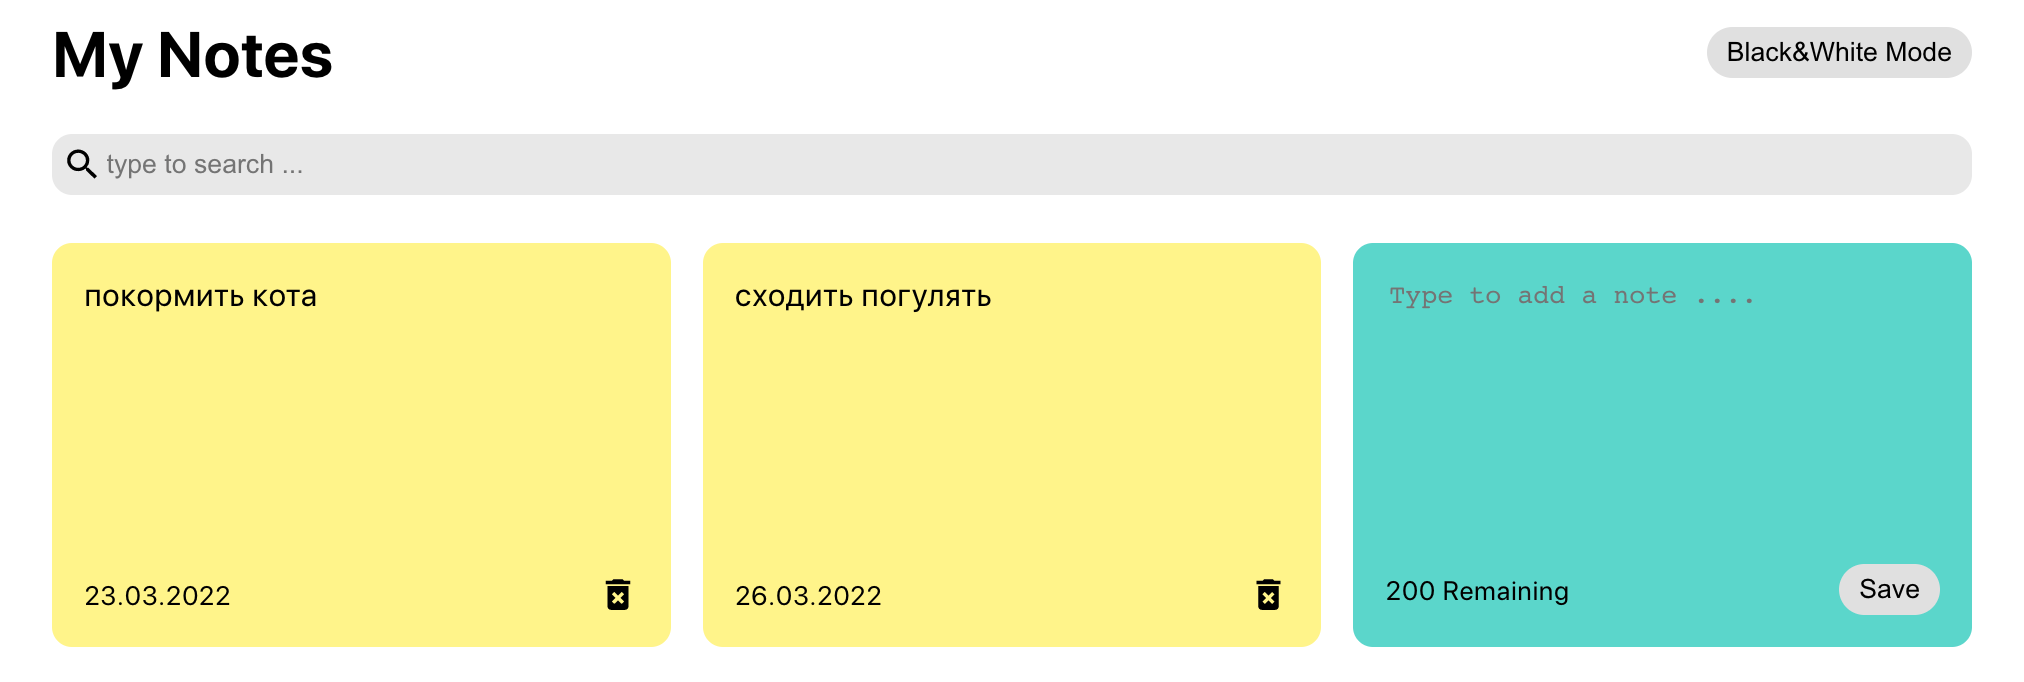 My Notes
Black&White Mode
type to search ...
покормить кота
23.03.2022
сходить погулять
26.03.2022
Type to add a note ....
200 Remaining
Save